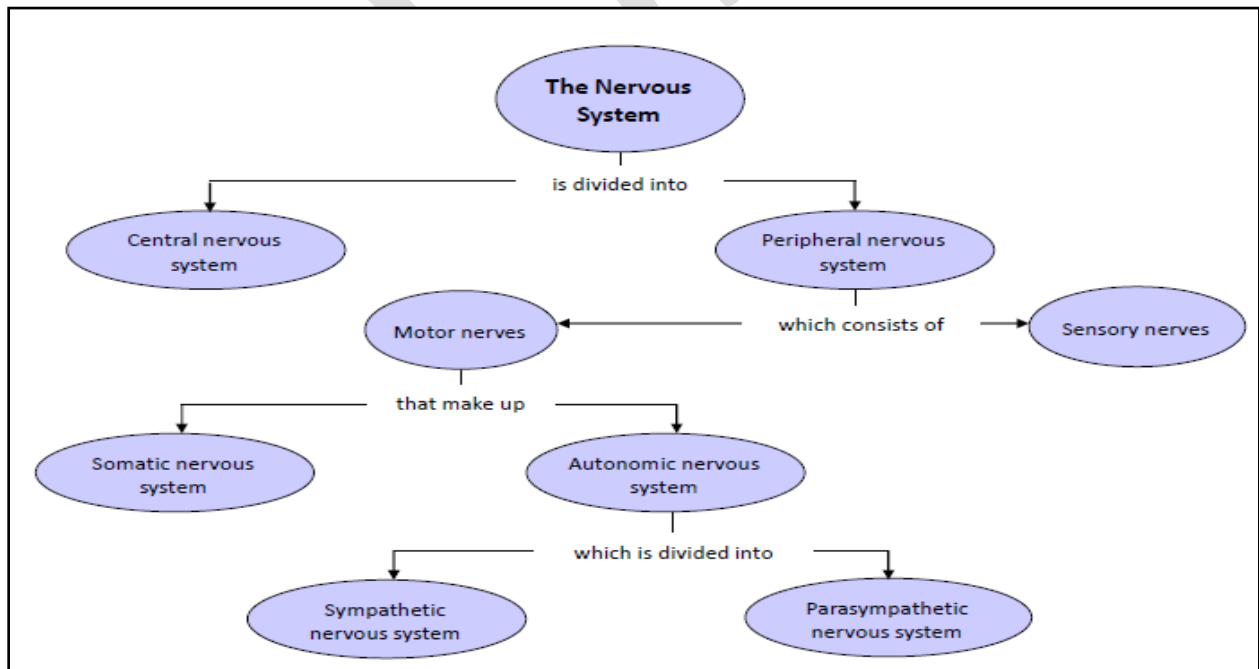 The Nervous
System
is divided into
Central nervous
system
Peripheral nervous
system
Motor nerves
which consists of
Sensory nerves
that make up
Somatic nervous
system
Autonomic nervous
system
which is divided into
Sympathetic
nervous system
Parasympathetic
nervous system